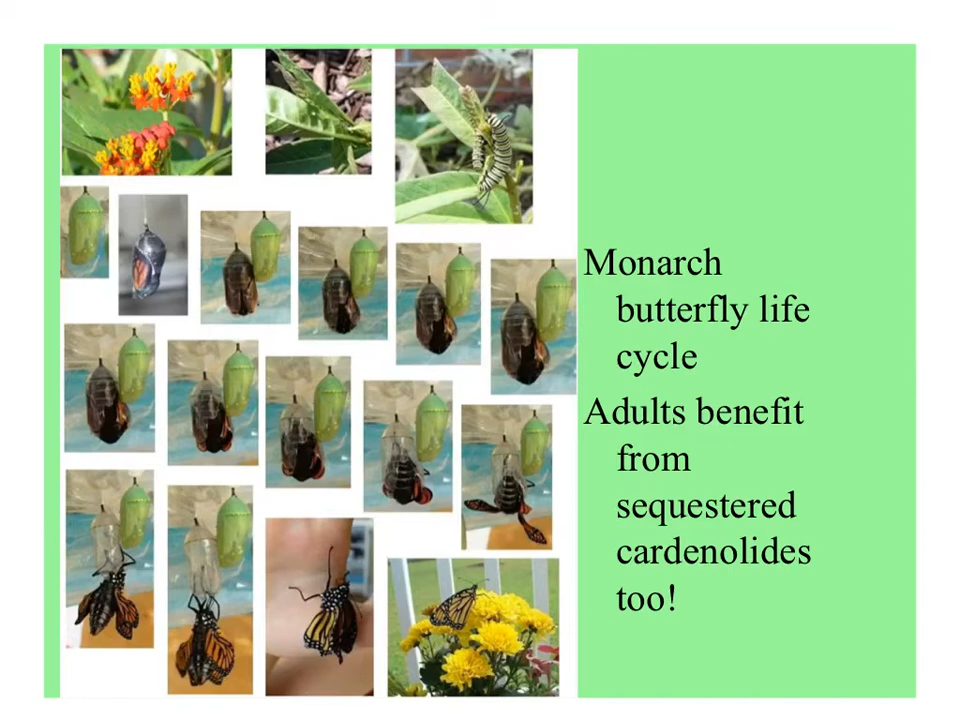 Monarch
butterfly life
cycle
Adults benefit
from
sequestered
cardenolides
too!